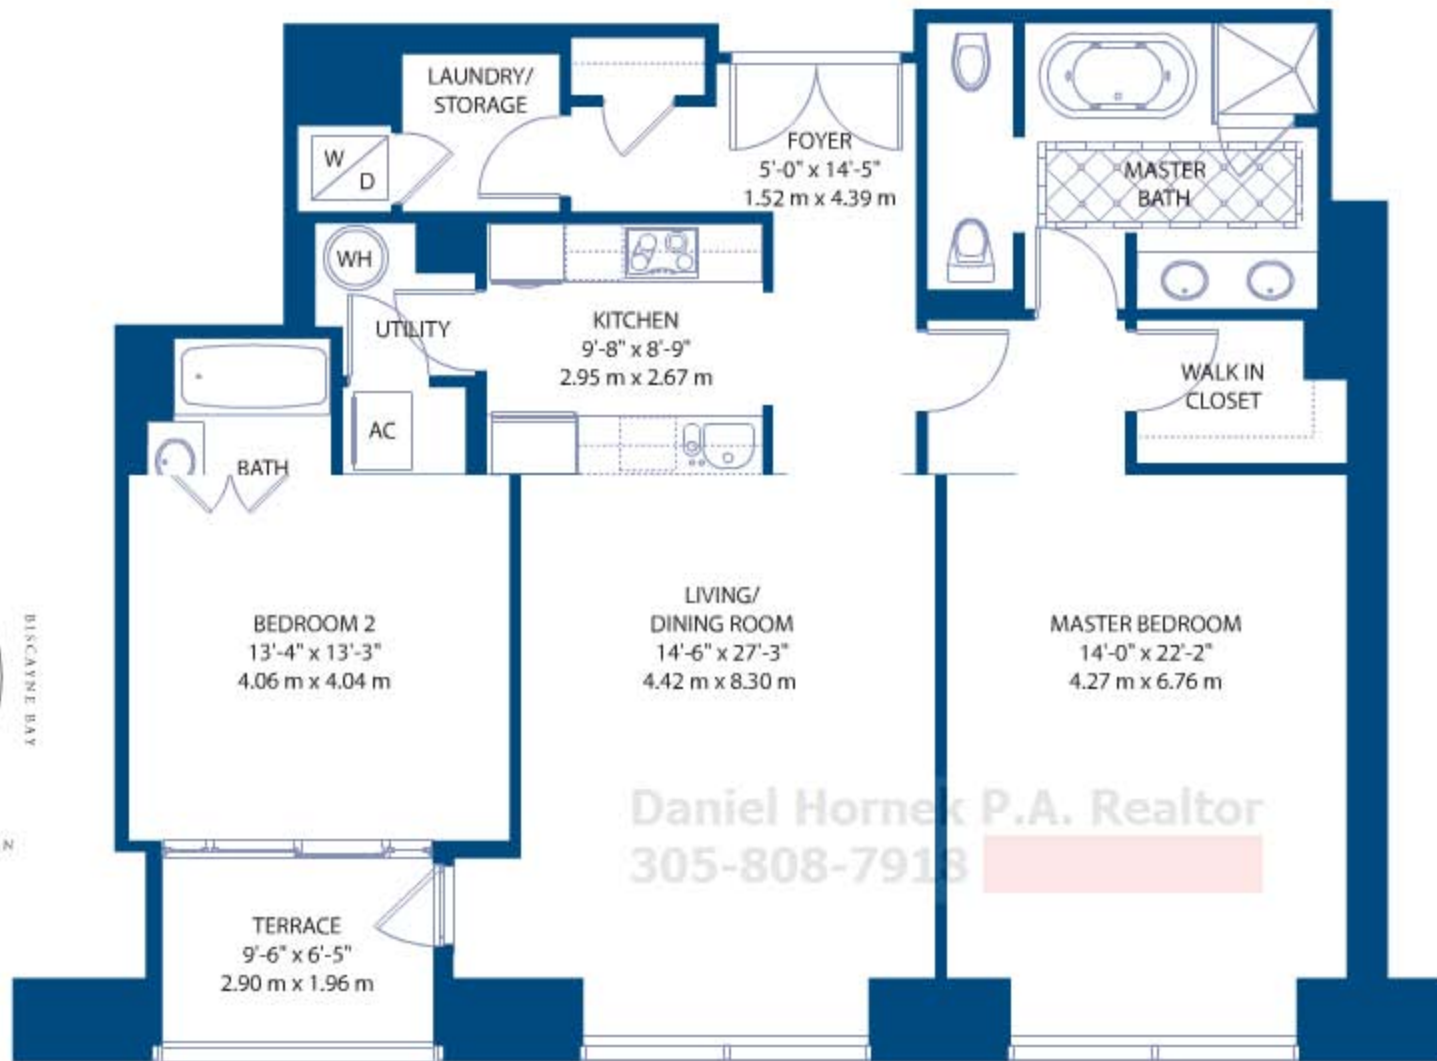 LAUNDRY/
STORAGE
W
D
FOYER
5'-0" x 14'-5"
1.52 m x 4.39 m
MASTER
BATH
WH
UTILITY
KITCHEN
9'-8" x 8'-9"
2.95 m x 2.67 m
WALK IN
CLOSET
AC
BATH
BEDROOM 2
13'-4" x 13'-3"
4.06 m x 4.04 m
LIVING/
DINING ROOM
14'-6" x 27'-3"
4.42 m x 8.30 m
MASTER BEDROOM
14'-0" x 22'-2"
4.27 m x 6.76 m
BISCAYNE BAY
N
Daniel Hornek P.A. Realtor
305-808-7918
TERRACE
9'-6" x 6'-5"
2.90 m x 1.96 m